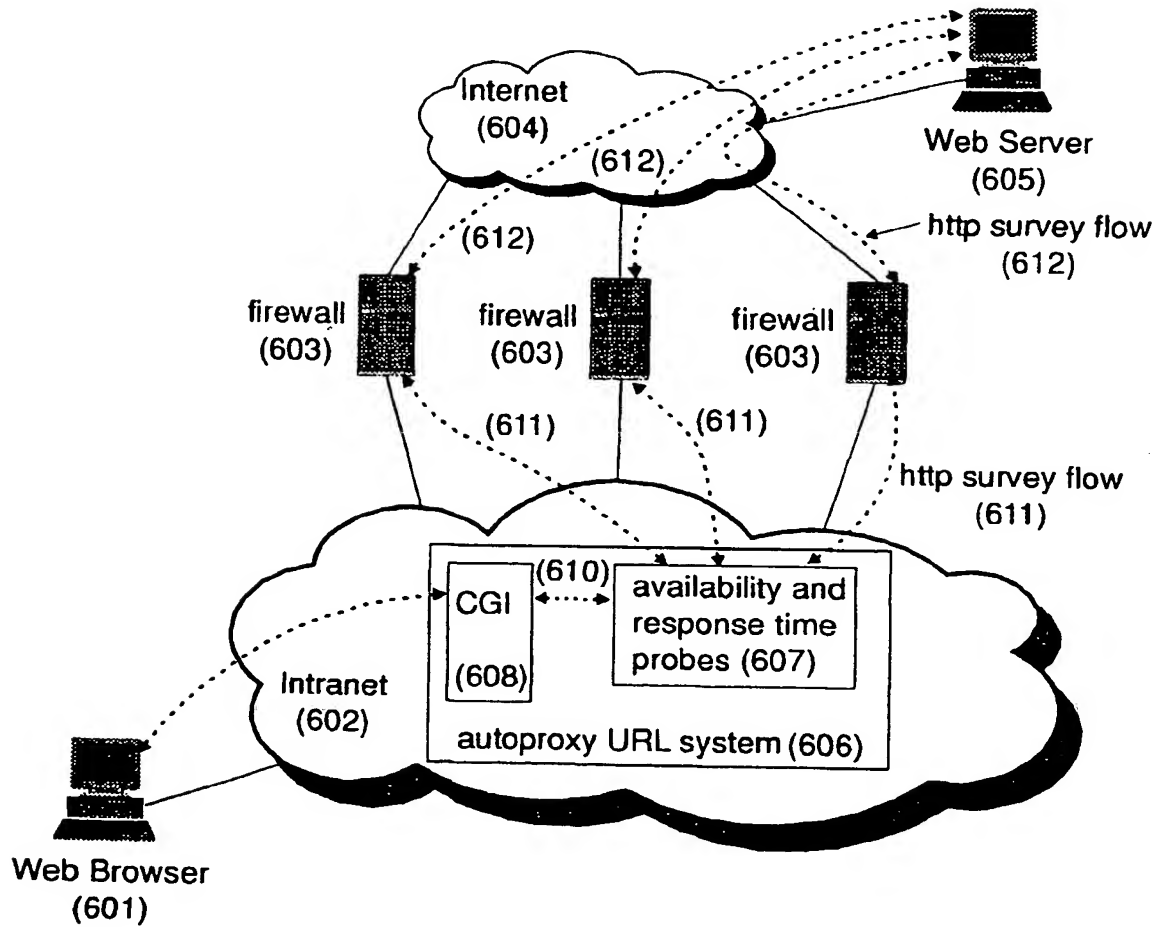 Internet
(604)
(612)
Web Server
(605)
(612)
http survey flow
(612)
firewall
(603)
firewall
(603)
firewall
(603)
(611)
(611)
http survey flow
(611)
(610)
CGI
(608)
availability and
response time
probes (607)
Intranet
(602)
autoproxy URL system (606)
Web Browser
(601)